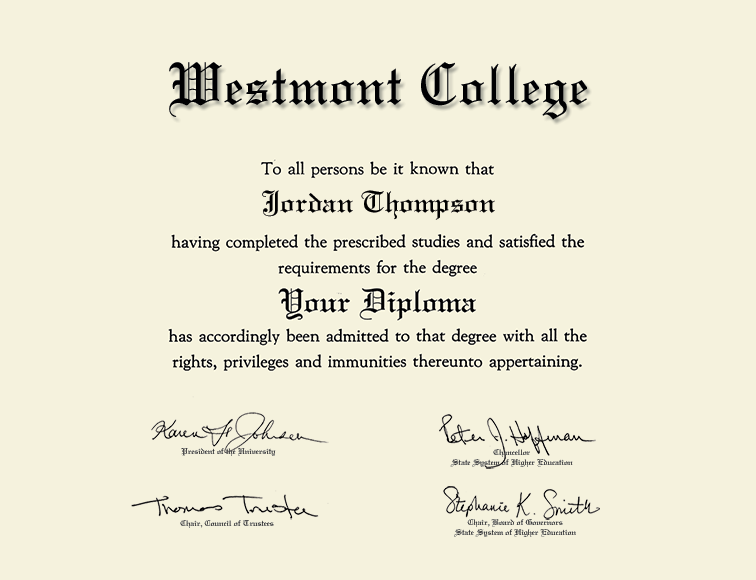 Westmont College
To all persons be it known that
Jordan Thompson
having completed the prescribed studies and satisfied the
requirements for the degree
Your Diploma
has accordingly been admitted to that degree with all the
rights, privileges and immunities thereunto appertaining.
Karen F. Johnsen
President of the University
Peter J. Hoffman
Chancellor
State System of Higher Education
Thomas Trustee
Chair, Council of Trustees
Stephanie K. Smith
Chair, Board of Governors
State System of Higher Education